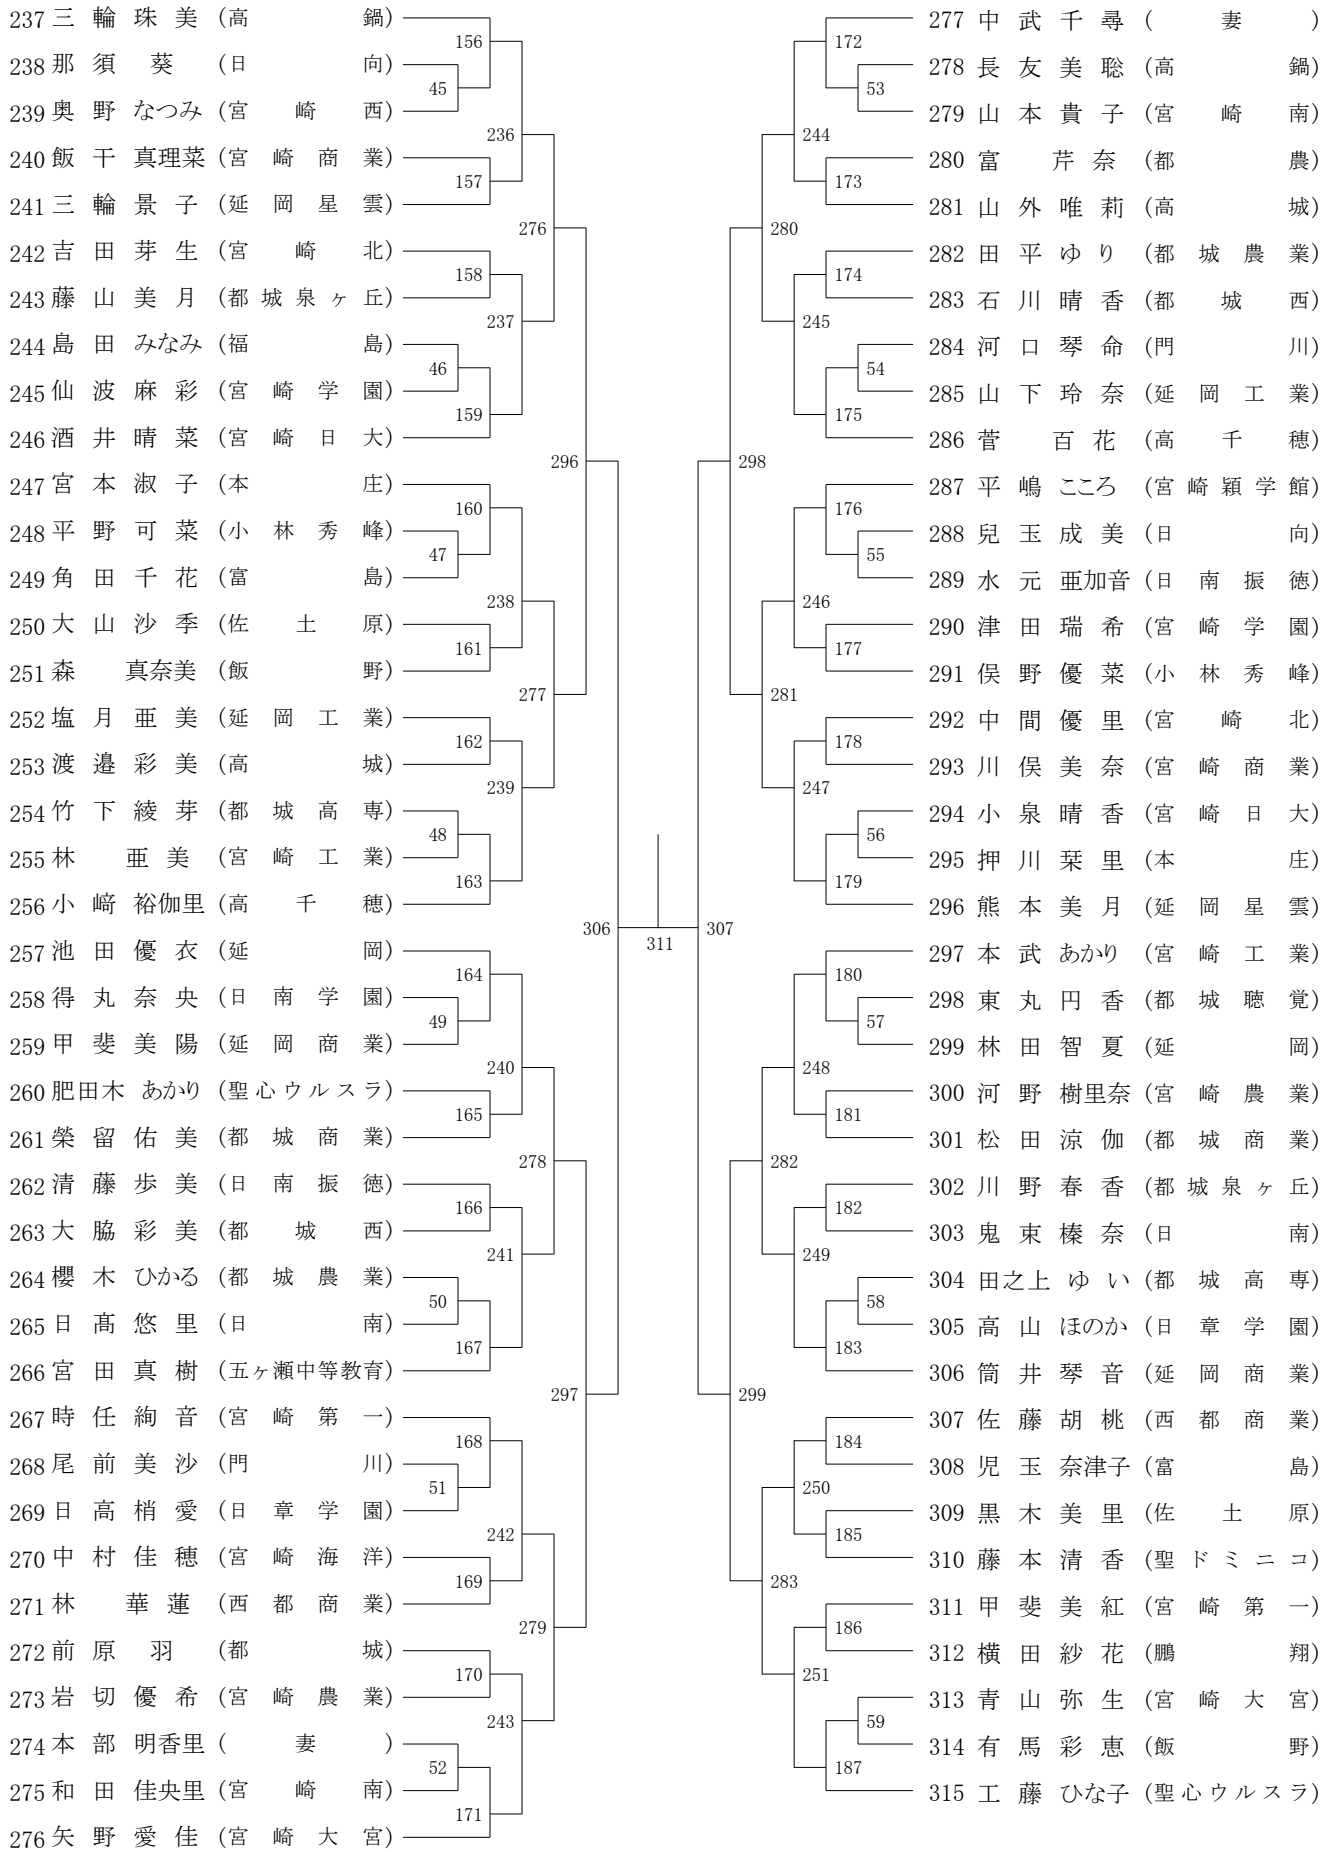 237 三輪珠美 (高鍋)
156
238 那須葵 (日向)
45
239 奥野なつみ (宮崎西)
236
240 飯干真理菜 (宮崎商業)
157
241 三輪景子 (延岡星雲)
276
242 吉田芽生 (宮崎北)
158
243 藤山美月 (都城泉ヶ丘)
237
244 島田みなみ (福島)
46
245 仙波麻彩 (宮崎学園)
159
246 酒井晴菜 (宮崎日大)
296
247 宮本淑子 (本庄)
160
248 平野可菜 (小林秀峰)
47
249 角田千花 (富島)
238
250 大山沙季 (佐土原)
161
251 森真奈美 (飯野)
277
252 塩月亜美 (延岡工業)
162
253 渡邉彩美 (高城)
239
254 竹下綾芽 (都城高専)
48
255 林亜美 (宮崎工業)
163
256 小﨑裕伽里 (高千穂)
306
257 池田優衣 (延岡)
164
258 得丸奈央 (日南学園)
49
259 甲斐美陽 (延岡商業)
240
260 肥田木あかり (聖心ウルスラ)
165
261 榮留佑美 (都城商業)
278
262 清藤歩美 (日南振徳)
166
263 大脇彩美 (都城西)
241
264 櫻木ひかる (都城農業)
50
265 日髙悠里 (日南)
167
266 宮田真樹 (五ヶ瀬中等教育)
297
267 時任絢音 (宮崎第一)
168
268 尾前美沙 (門川)
51
269 日高梢愛 (日章学園)
242
270 中村佳穂 (宮崎海洋)
169
271 林華蓮 (西都商業)
279
272 前原羽 (都城)
170
273 岩切優希 (宮崎農業)
243
274 本部明香里 (妻)
52
275 和田佳央里 (宮崎南)
171
276 矢野愛佳 (宮崎大宮)
311
277 中武千尋 (妻)
172
278 長友美聡 (高鍋)
53
279 山本貴子 (宮崎南)
244
280 富芹奈 (都農)
173
281 山外唯莉 (高城)
280
282 田平ゆり (都城農業)
174
283 石川晴香 (都城西)
245
284 河口琴命 (門川)
54
285 山下玲奈 (延岡工業)
175
286 菅百花 (高千穂)
298
287 平嶋こころ (宮崎穎学館)
176
288 兒玉成美 (日向)
55
289 水元亜加音 (日南振徳)
246
290 津田瑞希 (宮崎学園)
177
291 俣野優菜 (小林秀峰)
281
292 中間優里 (宮崎北)
178
293 川俣美奈 (宮崎商業)
247
294 小泉晴香 (宮崎日大)
56
295 押川栞里 (本庄)
179
296 熊本美月 (延岡星雲)
307
297 本武あかり (宮崎工業)
180
298 東丸円香 (都城聴覚)
57
299 林田智夏 (延岡)
248
300 河野樹里奈 (宮崎農業)
181
301 松田涼伽 (都城商業)
282
302 川野春香 (都城泉ヶ丘)
182
303 鬼束榛奈 (日南)
249
304 田之上ゆい (都城高専)
58
305 高山ほのか (日章学園)
183
306 筒井琴音 (延岡商業)
299
307 佐藤胡桃 (西都商業)
184
308 児玉奈津子 (富島)
250
309 黒木美里 (佐土原)
185
310 藤本清香 (聖ドミニコ)
283
311 甲斐美紅 (宮崎第一)
186
312 横田紗花 (鵬翔)
251
313 青山弥生 (宮崎大宮)
59
314 有馬彩恵 (飯野)
187
315 工藤ひな子 (聖心ウルスラ)